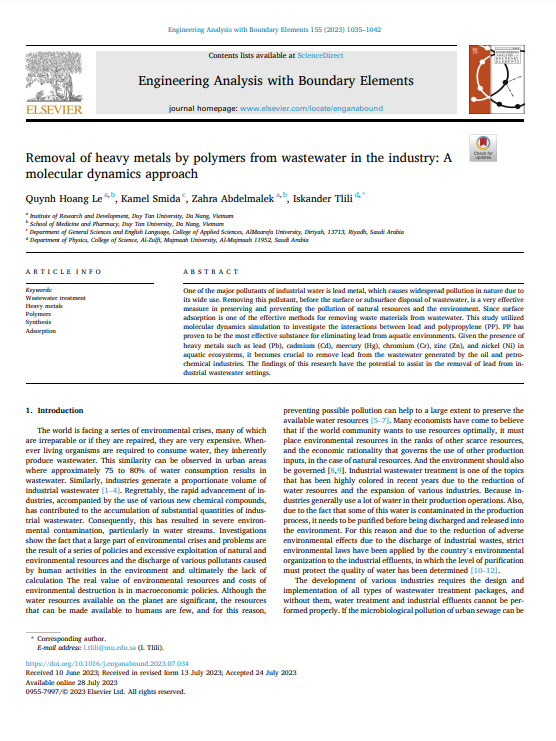 Engineering Analysis with Boundary Elements 155 (2023) 1035–1042
Contents lists available at ScienceDirect
Engineering Analysis with Boundary Elements
journal homepage: www.elsevier.com/locate/enganabound
ELSEVIER
Check for
updates
Removal of heavy metals by polymers from wastewater in the industry: A
molecular dynamics approach
Quynh Hoang Le a,b, Kamel Smida c, Zahra Abdelmalek a,b, Iskander Tlili d,*
a Institute of Research and Development, Duy Tan University, Da Nang, Vietnam
b School of Medicine and Pharmacy, Duy Tan University, Da Nang, Vietnam
c Department of General Sciences and English Language, College of Applied Sciences, AlMaarefa University, Diriyah, 13713, Riyadh, Saudi Arabia
d Department of Physics, College of Science, Al-Zulfi, Majmaah University, Al-Majmaah 11952, Saudi Arabia
ARTICLE INFO
Keywords:
Wastewater treatment
Heavy metals
Polymers
Synthesis
Adsorption
ABSTRACT
One of the major pollutants of industrial water is lead metal, which causes widespread pollution in nature due to
its wide use. Removing this pollutant, before the surface or subsurface disposal of wastewater, is a very effective
measure in preserving and preventing the pollution of natural resources and the environment. Since surface
adsorption is one of the effective methods for removing waste materials from wastewater. This study utilized
molecular dynamics simulation to investigate the interactions between lead and polypropylene (PP). PP has
proven to be the most effective substance for eliminating lead from aquatic environments. Given the presence of
heavy metals such as lead (Pb), cadmium (Cd), mercury (Hg), chromium (Cr), zinc (Zn), and nickel (Ni) in
aquatic ecosystems, it becomes crucial to remove lead from the wastewater generated by the oil and petro-
chemical industries. The findings of this research have the potential to assist in the removal of lead from in-
dustrial wastewater settings.
1. Introduction
The world is facing a series of environmental crises, many of which
are irreparable or if they are repaired, they are very expensive. When-
ever living organisms are required to consume water, they inherently
produce wastewater. This similarity can be observed in urban areas
where approximately 75 to 80% of water consumption results in
wastewater. Similarly, industries generate a proportionate volume of
industrial wastewater [1–4]. Regrettably, the rapid advancement of in-
dustries, accompanied by the use of various new chemical compounds,
has contributed to the accumulation of substantial quantities of indus-
trial wastewater. Consequently, this has resulted in severe environ-
mental contamination, particularly in water streams. Investigations
show the fact that a large part of environmental crises and problems are
the result of a series of policies and excessive exploitation of natural and
environmental resources and the discharge of various pollutants caused
by human activities in the environment and ultimately the lack of
calculation The real value of environmental resources and costs of
environmental destruction is in macroeconomic policies. Although the
water resources available on the planet are significant, the resources
that can be made available to humans are few, and for this reason,
preventing possible pollution can help to a large extent to preserve the
available water resources [5–7]. Many economists have come to believe
that if the world community wants to use resources optimally, it must
place environmental resources in the ranks of other scarce resources,
and the economic rationality that governs the use of other production
inputs, in the case of natural resources. And the environment should also
be governed [8,9]. Industrial wastewater treatment is one of the topics
that has been highly colored in recent years due to the reduction of
water resources and the expansion of various industries. Because in-
dustries generally use a lot of water in their production operations. Also,
due to the fact that some of this water is contaminated in the production
process, it needs to be purified before being discharged and released into
the environment. For this reason and due to the reduction of adverse
environmental effects due to the discharge of industrial wastes, strict
environmental laws have been applied by the country's environmental
organization to the industrial effluents, in which the level of purification
must protect the quality of water has been determined [10–12].
The development of various industries requires the design and
implementation of all types of wastewater treatment packages, and
without them, water treatment and industrial effluents cannot be per-
formed properly. If the microbiological pollution of urban sewage can be
* Corresponding author.
E-mail address: l.tlili@mu.edu.sa (I. Tlili).
https://doi.org/10.1016/j.enganabound.2023.07.034
Received 10 June 2023; Received in revised form 13 July 2023; Accepted 24 July 2023
Available online 28 July 2023
0955-7997/© 2023 Elsevier Ltd. All rights reserved.